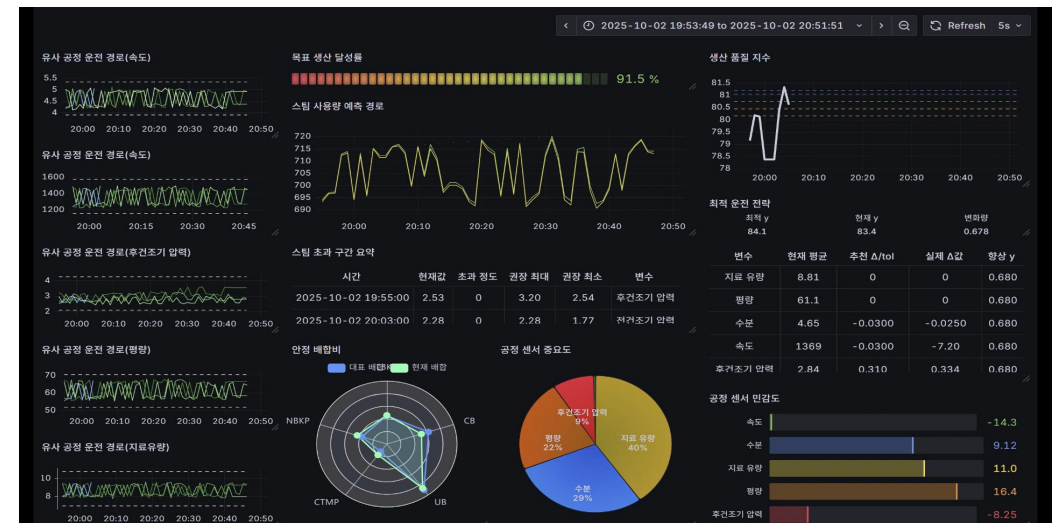 2025-10-02 19:53:49 to 2025-10-02 20:51:51
Refresh 5s
유사 공정 운전 경로(속도)
5.5
5
4.5
4
20:00 20:10 20:20 20:30 20:40 20:50
유사 공정 운전 경로(속도)
1600
1400
1200
20:00 20:15 20:30 20:45
유사 공정 운전 경로(후건조기 압력)
4
3
2
20:00 20:10 20:20 20:30 20:40 20:50
유사 공정 운전 경로(평량)
70
60
50
20:00 20:10 20:20 20:30 20:40 20:50
유사 공정 운전 경로(지료유량)
10
8
20:00 20:10 20:20 20:30 20:40 20:50
목표 생산 달성률
91.5 %
스팀 사용량 예측 경로
720
715
710
705
700
695
690
20:00 20:10 20:20 20:30 20:40 20:50
스팀 초과 구간 요약
시간 현재값 초과 정도 권장 최대 권장 최소 변수
2025-10-02 19:55:00 2.53 0 3.20 2.54 후건조기 압력
2025-10-02 20:03:00 2.28 0 2.28 1.77 전건조기 압력
안정 배합비
대표 배합 현재 배합
NBKP
CB
CTMP
UB
공정 센서 중요도
후건조기 압력
9%
평량
22%
지료 유량
40%
수분
29%
생산 품질 지수
81.5
81
80.5
80
79.5
79
78.5
78
20:00 20:10 20:20 20:30 20:40 20:50
최적 운전 전략
최적 y 현재 y 변화량
84.1 83.4 0.678
변수 현재 평균 추천 Δ/tol 실제 Δ값 향상 y
지료 유량 8.81 0 0 0.680
평량 61.1 0 0 0.680
수분 4.65 -0.0300 -0.0250 0.680
속도 1369 -0.0300 -7.20 0.680
후건조기 압력 2.84 0.310 0.334 0.680
공정 센서 민감도
속도 -14.3
수분 9.12
지료 유량 11.0
평량 16.4
후건조기 압력 -8.25